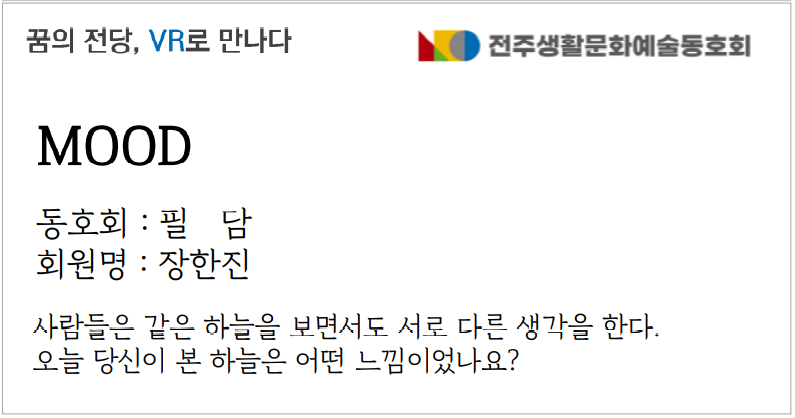 꿈의 전당, VR로 만나다
전주생활문화예술동호회
MOOD
동호회 : 필 담
회원명 : 장한진
사람들은 같은 하늘을 보면서도 서로 다른 생각을 한다.
오늘 당신이 본 하늘은 어떤 느낌이었나요?